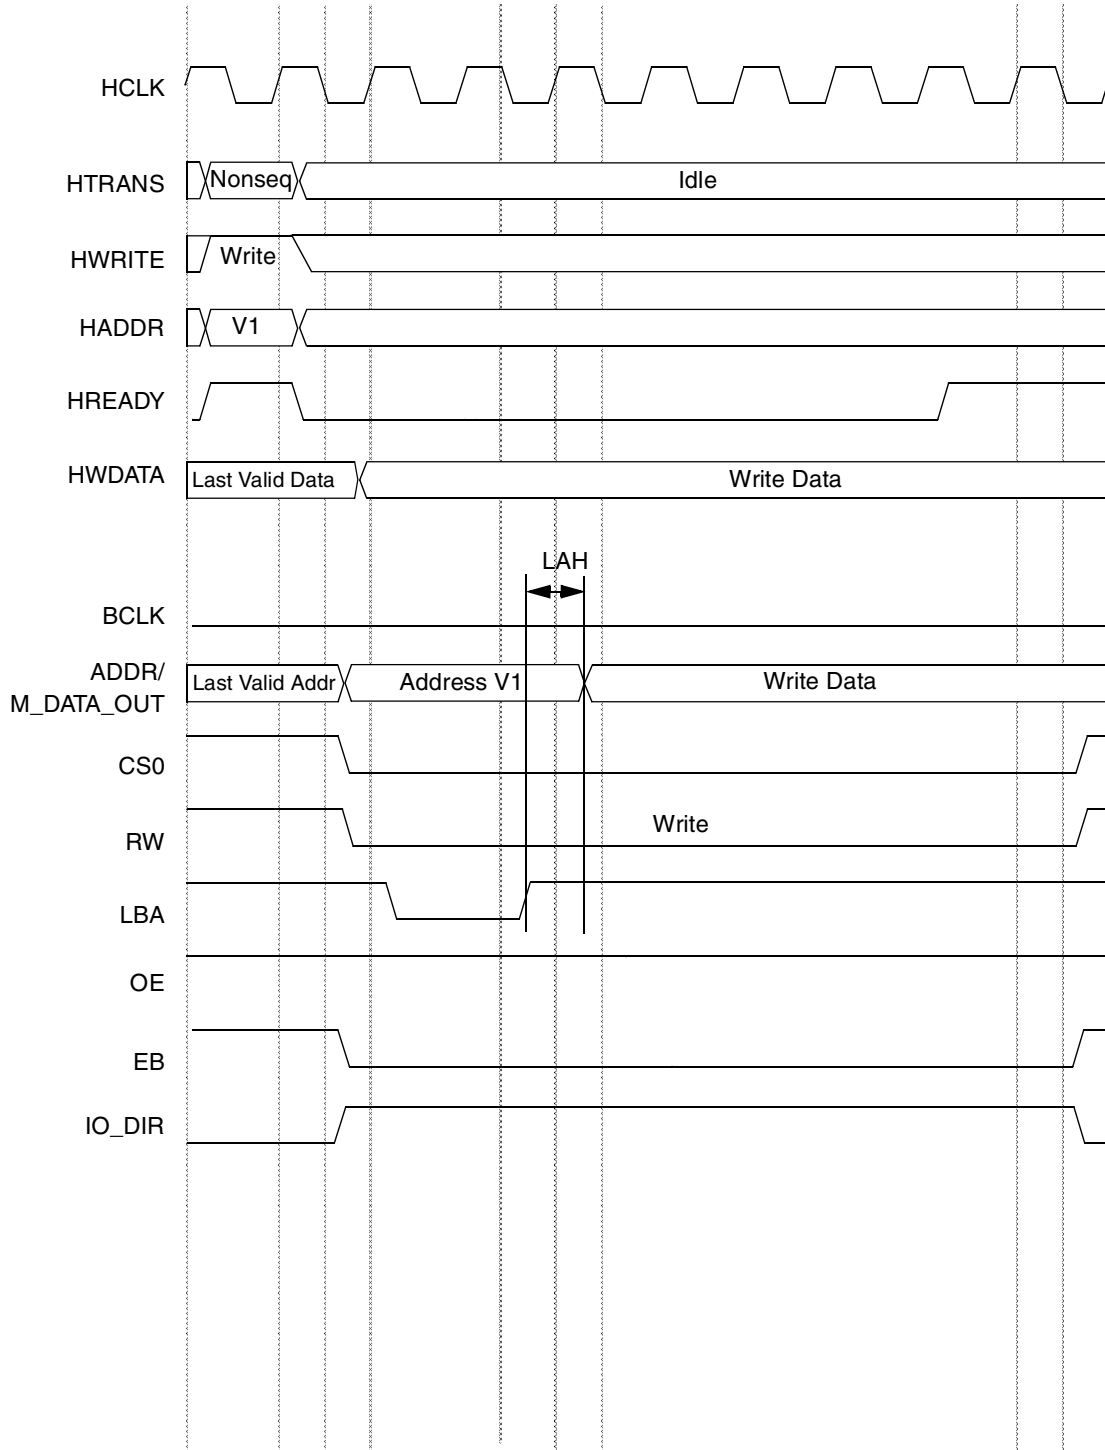 HCLK
HTRANS Nonseq Idle
HWRITE Write
HADDR V1
HREADY
HWDATA Last Valid Data Write Data
LAH
BCLK
ADDR/
M_DATA_OUT Last Valid Addr Address V1 Write Data
CS0
RW Write
LBA
OE
EB
IO_DIR